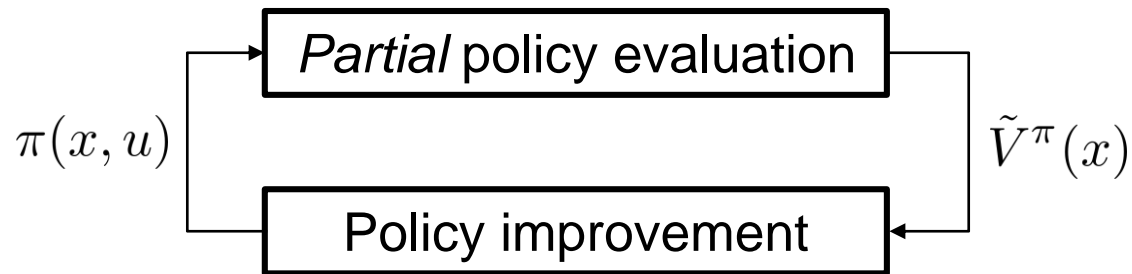 Partial policy evaluation
π(x, u)
Ṽ^π(x)
Policy improvement